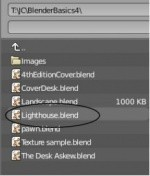 T:\JC\BlenderBasics4\
..
Images
4thEditionCover.blend
CoverDesk.blend
Landscape.blend 1000 KB
Lighthouse.blend
pawn.blend
Texture sample.blend
The Desk Askew.blend